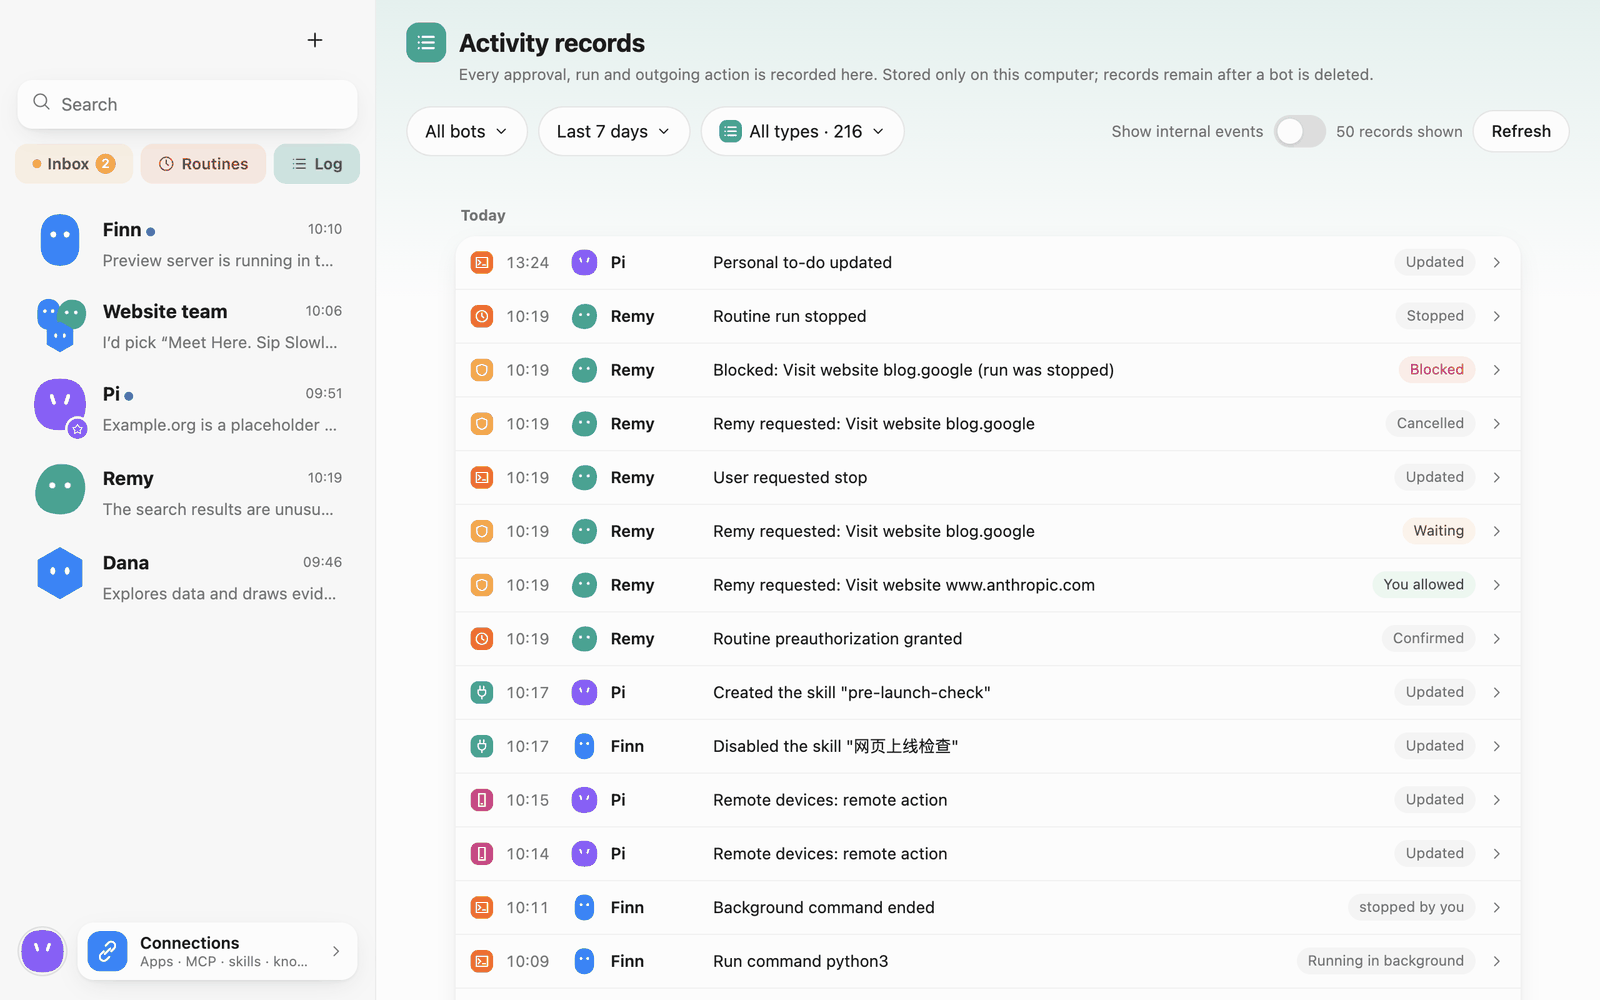 Search
Inbox 2
Routines
Log
Finn 10:10
Preview server is running in t...
Website team 10:06
I'd pick “Meet Here. Sip Slowl...
Pi 09:51
Example.org is a placeholder ...
Remy 10:19
The search results are unusu...
Dana 09:46
Explores data and draws evid...
Connections
Apps · MCP · skills · kno...
Activity records
Every approval, run and outgoing action is recorded here. Stored only on this computer; records remain after a bot is deleted.
All bots
Last 7 days
All types · 216
Show internal events
50 records shown
Refresh
Today
13:24 Pi Personal to-do updated Updated
10:19 Remy Routine run stopped Stopped
10:19 Remy Blocked: Visit website blog.google (run was stopped) Blocked
10:19 Remy Remy requested: Visit website blog.google Cancelled
10:19 Remy User requested stop Updated
10:19 Remy Remy requested: Visit website blog.google Waiting
10:19 Remy Remy requested: Visit website www.anthropic.com You allowed
10:19 Remy Routine preauthorization granted Confirmed
10:17 Pi Created the skill "pre-launch-check" Updated
10:17 Finn Disabled the skill "网页上线检查" Updated
10:15 Pi Remote devices: remote action Updated
10:14 Pi Remote devices: remote action Updated
10:11 Finn Background command ended stopped by you
10:09 Finn Run command python3 Running in background